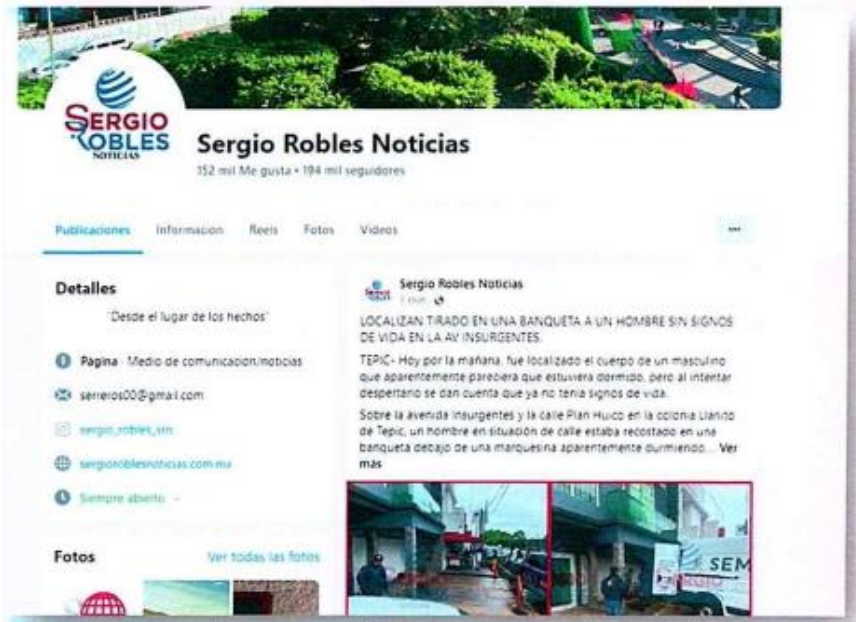 SERGIO
ROBLES
NOTICIAS
Sergio Robles Noticias
152 mil Me gusta • 194 mil seguidores
Publicaciones Información Reels Fotos Videos
Detalles
"Desde el lugar de los hechos"
Página · Medio de comunicación/noticias
serreros00@gmail.com
sergio_robles_srn
sergioroblesnoticias.com.mx
Siempre abierto
Fotos
Ver todas las fotos
Sergio Robles Noticias
LOCALIZAN TIRADO EN UNA BANQUETA A UN HOMBRE SIN SIGNOS
DE VIDA EN LA AV INSURGENTES.
TEPIC- Hoy por la mañana, fue localizado el cuerpo de un masculino
que aparentemente pareciera que estuviera dormido, pero al intentar
despertarlo se dan cuenta que ya no tenía signos de vida.
Sobre la avenida Insurgentes y la calle Plan Huico en la colonia Llanito
de Tepic, un hombre en situación de calle estaba recostado en una
banqueta debajo de una marquesina aparentemente durmiendo... Ver
más
SEM
SERGIO